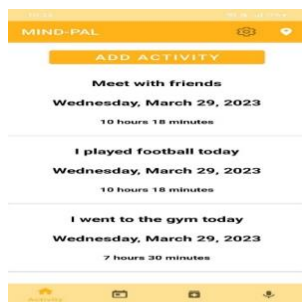 MIND-PAL
ADD ACTIVITY
Meet with friends
Wednesday, March 29, 2023
10 hours 18 minutes
I played football today
Wednesday, March 29, 2023
10 hours 18 minutes
I went to the gym today
Wednesday, March 29, 2023
7 hours 30 minutes
Activity